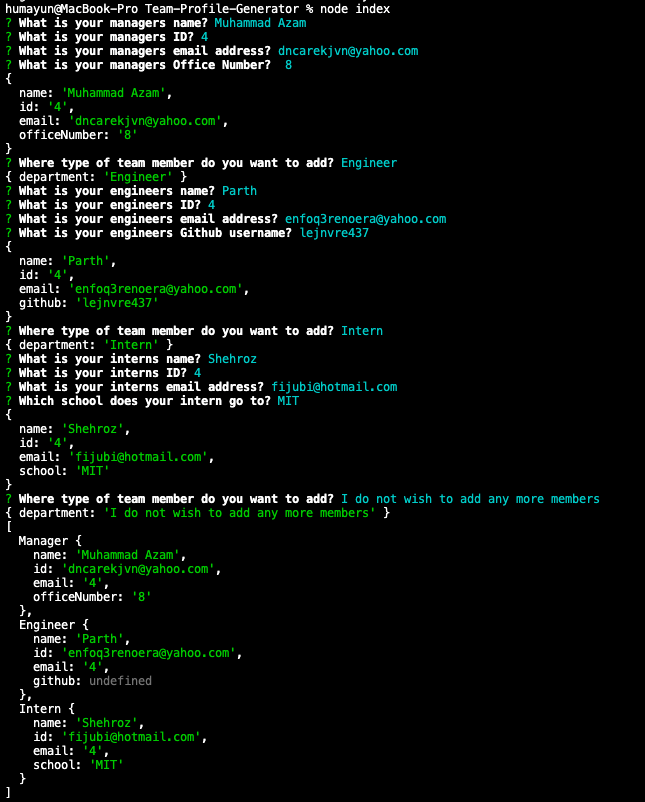 humayun@MacBook-Pro Team-Profile-Generator % node index
? What is your managers name? Muhammad Azam
? What is your managers ID? 4
? What is your managers email address? dncarekjvn@yahoo.com
? What is your managers Office Number?  8
{
  name: 'Muhammad Azam',
  id: '4',
  email: 'dncarekjvn@yahoo.com',
  officeNumber: '8'
}
? Where type of team member do you want to add? Engineer
{ department: 'Engineer' }
? What is your engineers name? Parth
? What is your engineers ID? 4
? What is your engineers email address? enfoq3renoera@yahoo.com
? What is your engineers Github username? lejnvre437
{
  name: 'Parth',
  id: '4',
  email: 'enfoq3renoera@yahoo.com',
  github: 'lejnvre437'
}
? Where type of team member do you want to add? Intern
{ department: 'Intern' }
? What is your interns name? Shehroz
? What is your interns ID? 4
? What is your interns email address? fijubi@hotmail.com
? Which school does your intern go to? MIT
{
  name: 'Shehroz',
  id: '4',
  email: 'fijubi@hotmail.com',
  school: 'MIT'
}
? Where type of team member do you want to add? I do not wish to add any more members
{ department: 'I do not wish to add any more members' }
[
  Manager {
    name: 'Muhammad Azam',
    id: 'dncarekjvn@yahoo.com',
    email: '4',
    officeNumber: '8'
  },
  Engineer {
    name: 'Parth',
    id: 'enfoq3renoera@yahoo.com',
    email: '4',
    github: undefined
  },
  Intern {
    name: 'Shehroz',
    id: 'fijubi@hotmail.com',
    email: '4',
    school: 'MIT'
  }
]